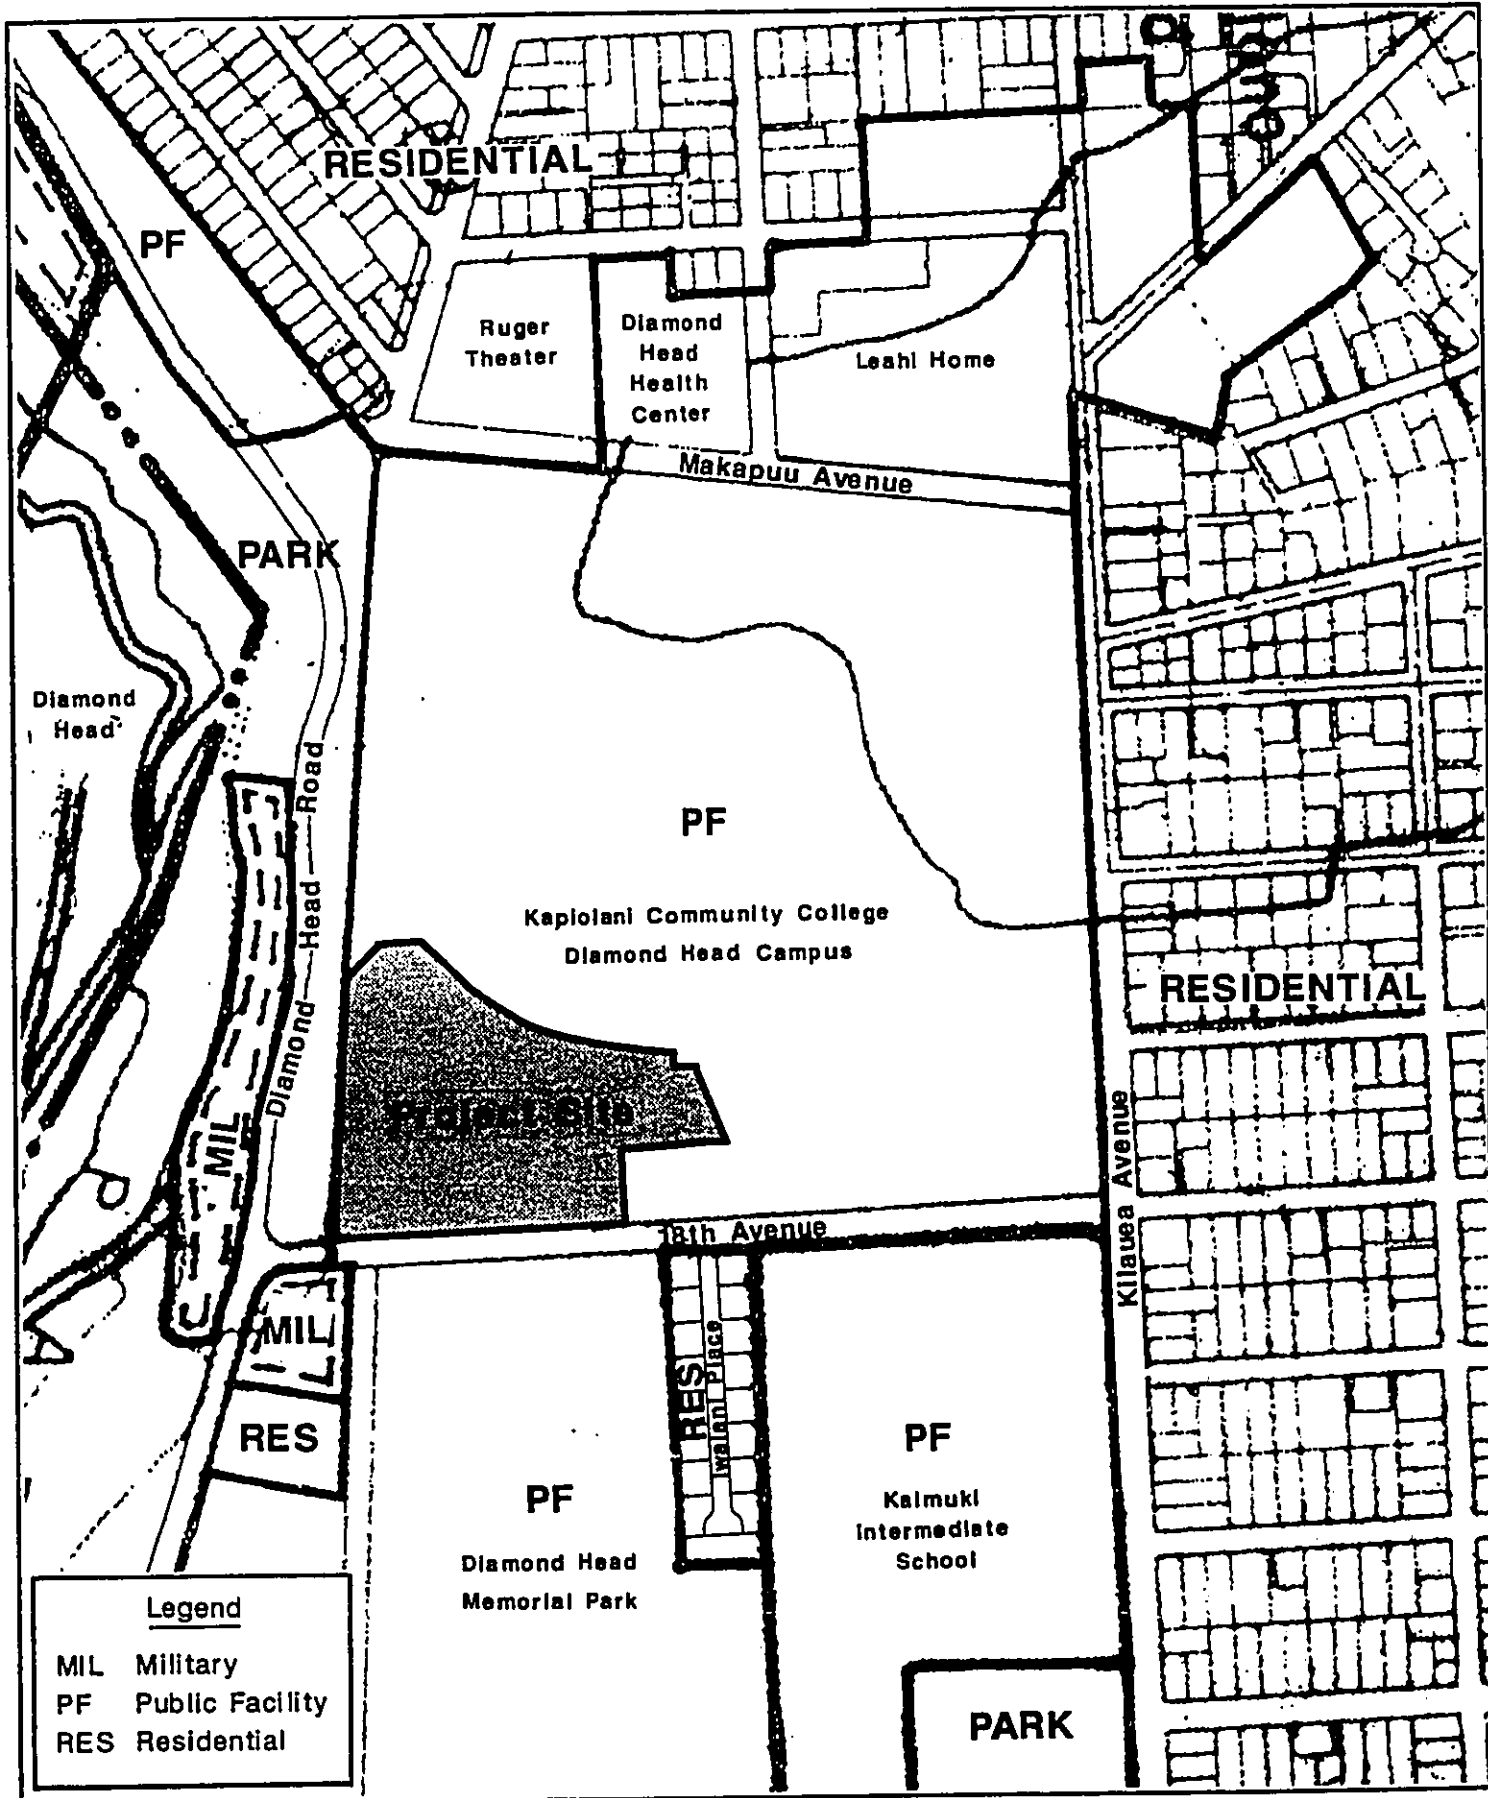 RESIDENTIAL
PF
Ruger
Theater
Diamond
Head
Health
Center
Leahi Home
Makapuu Avenue
PARK
Diamond
Head
Diamond Head Road
PF
Kapiolani Community College
Diamond Head Campus
RESIDENTIAL
Project Site
MIL
18th Avenue
Kilauea Avenue
MIL
RES
RES
Iwalani Place
PF
Diamond Head
Memorial Park
PF
Kaimuki
Intermediate
School
PARK
Legend
MIL Military
PF Public Facility
RES Residential